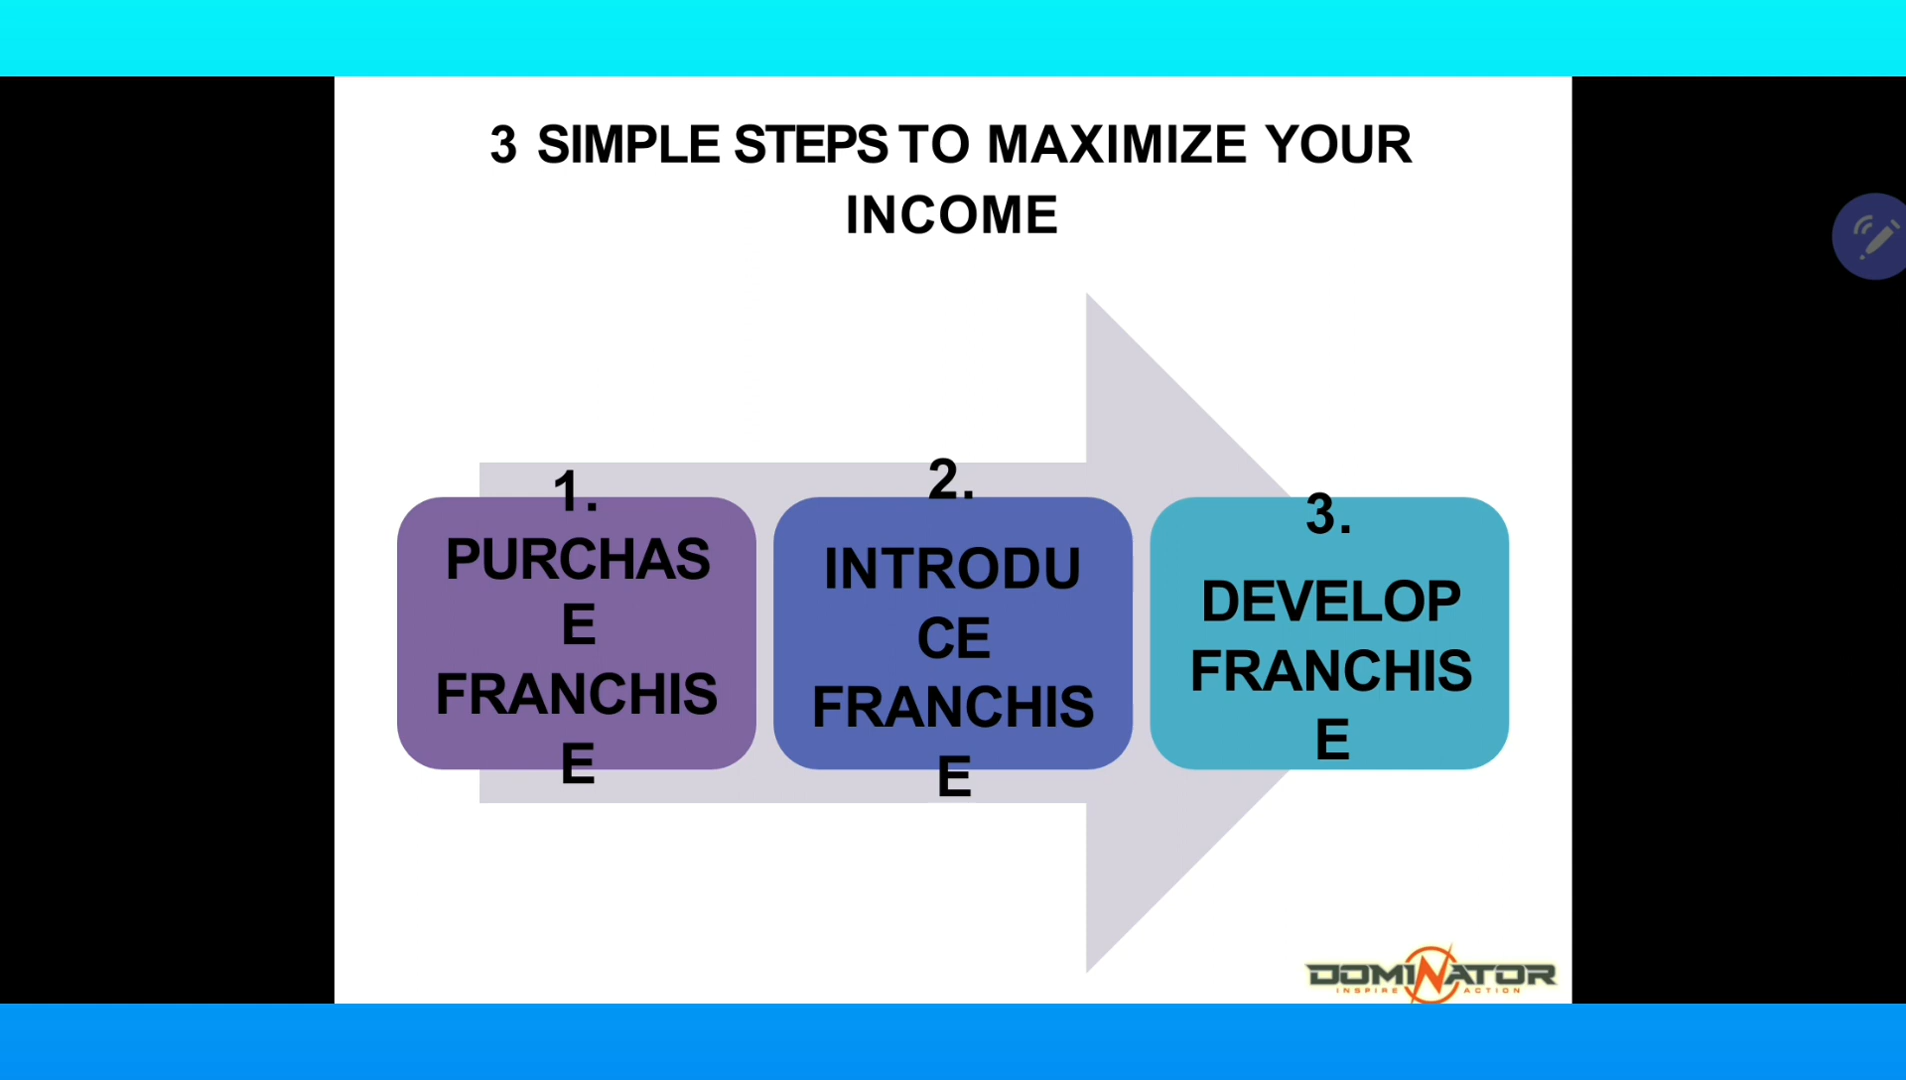 3 SIMPLE STEPS TO MAXIMIZE YOUR
INCOME
1.
PURCHAS
E
FRANCHIS
E
2.
INTRODU
CE
FRANCHIS
E
3.
DEVELOP
FRANCHIS
E
DOMINATOR
INSPIRE ACTION